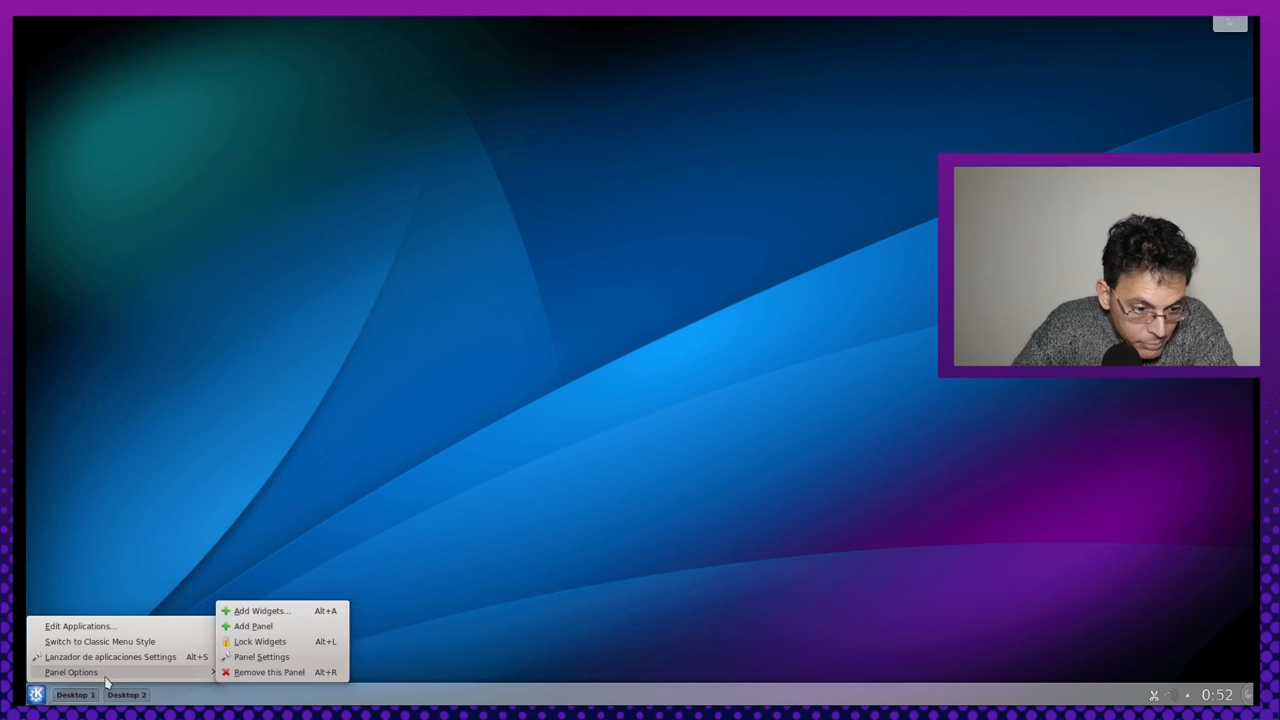 Add Widgets... Alt+A
Add Panel
Lock Widgets Alt+L
Panel Settings
Remove this Panel Alt+R
Edit Applications...
Switch to Classic Menu Style
Lanzador de aplicaciones Settings Alt+S
Panel Options
Desktop 1 Desktop 2 0:52